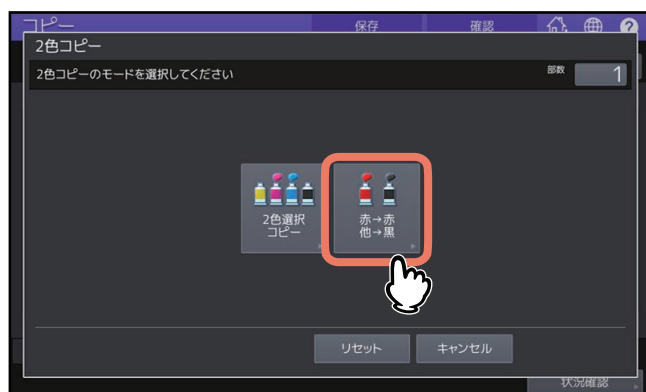 コピー 保存 確認
2色コピー
2色コピーのモードを選択してください 部数 1
2色選択
コピー
赤→赤
他→黒
リセット キャンセル
状況確認